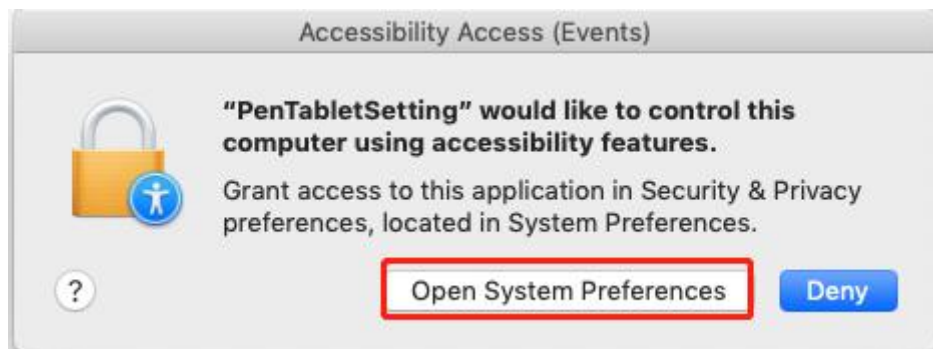 Accessibility Access (Events)
“PenTabletSetting” would like to control this
computer using accessibility features.
Grant access to this application in Security & Privacy
preferences, located in System Preferences.
?
Open System Preferences
Deny